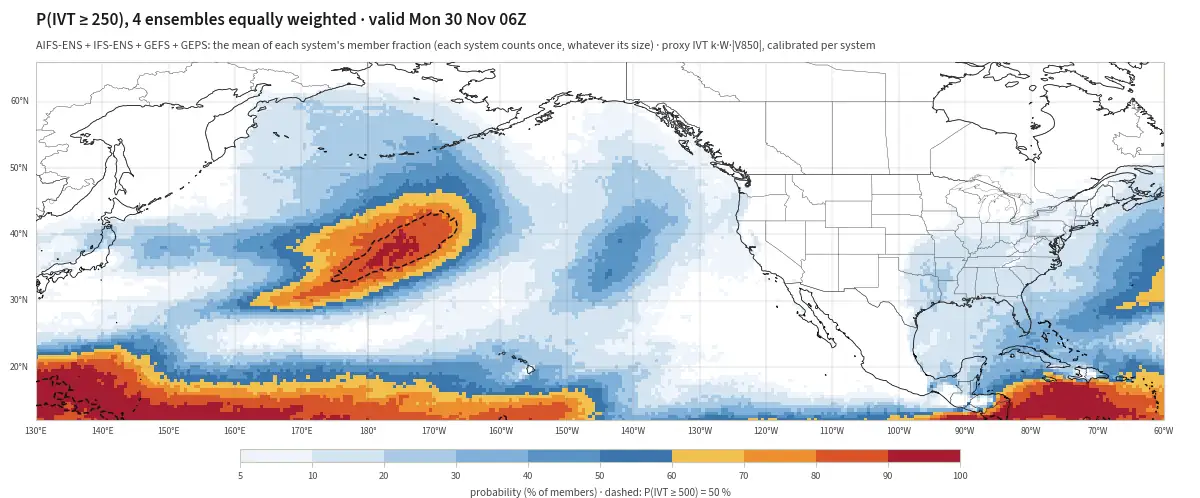 P(IVT ≥ 250), 4 ensembles equally weighted · valid Mon 30 Nov 06Z
AIFS-ENS + IFS-ENS + GEFS + GEPS: the mean of each system's member fraction (each system counts once, whatever its size) · proxy IVT k·W·|V850|, calibrated per system
60°N
50°N
40°N
30°N
20°N
130°E 140°E 150°E 160°E 170°E 180° 170°W 160°W 150°W 140°W 130°W 120°W 110°W 100°W 90°W 80°W 70°W 60°W
5 10 20 30 40 50 60 70 80 90 100
probability (% of members) · dashed: P(IVT ≥ 500) = 50 %